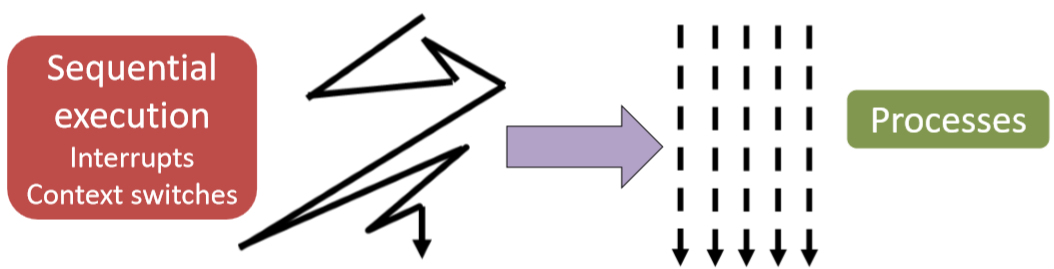 Sequential
execution
Interrupts
Context switches
Processes